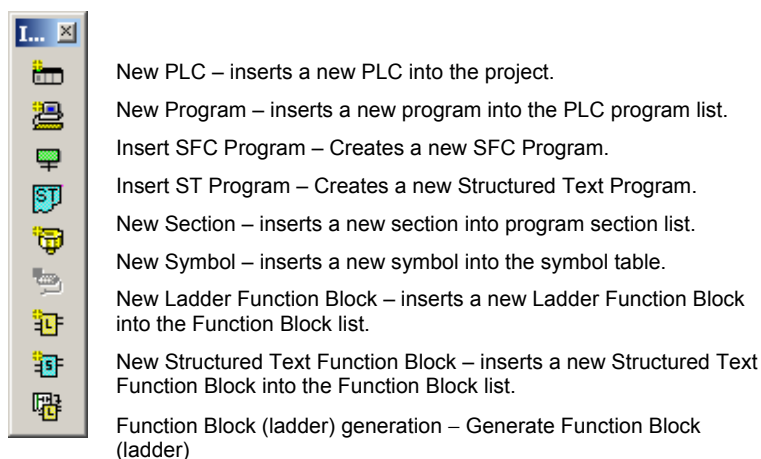 I...
New PLC – inserts a new PLC into the project.
New Program – inserts a new program into the PLC program list.
Insert SFC Program – Creates a new SFC Program.
ST
Insert ST Program – Creates a new Structured Text Program.
New Section – inserts a new section into program section list.
New Symbol – inserts a new symbol into the symbol table.
L
New Ladder Function Block – inserts a new Ladder Function Block
into the Function Block list.
S
New Structured Text Function Block – inserts a new Structured Text
Function Block into the Function Block list.
L
Function Block (ladder) generation – Generate Function Block
(ladder)